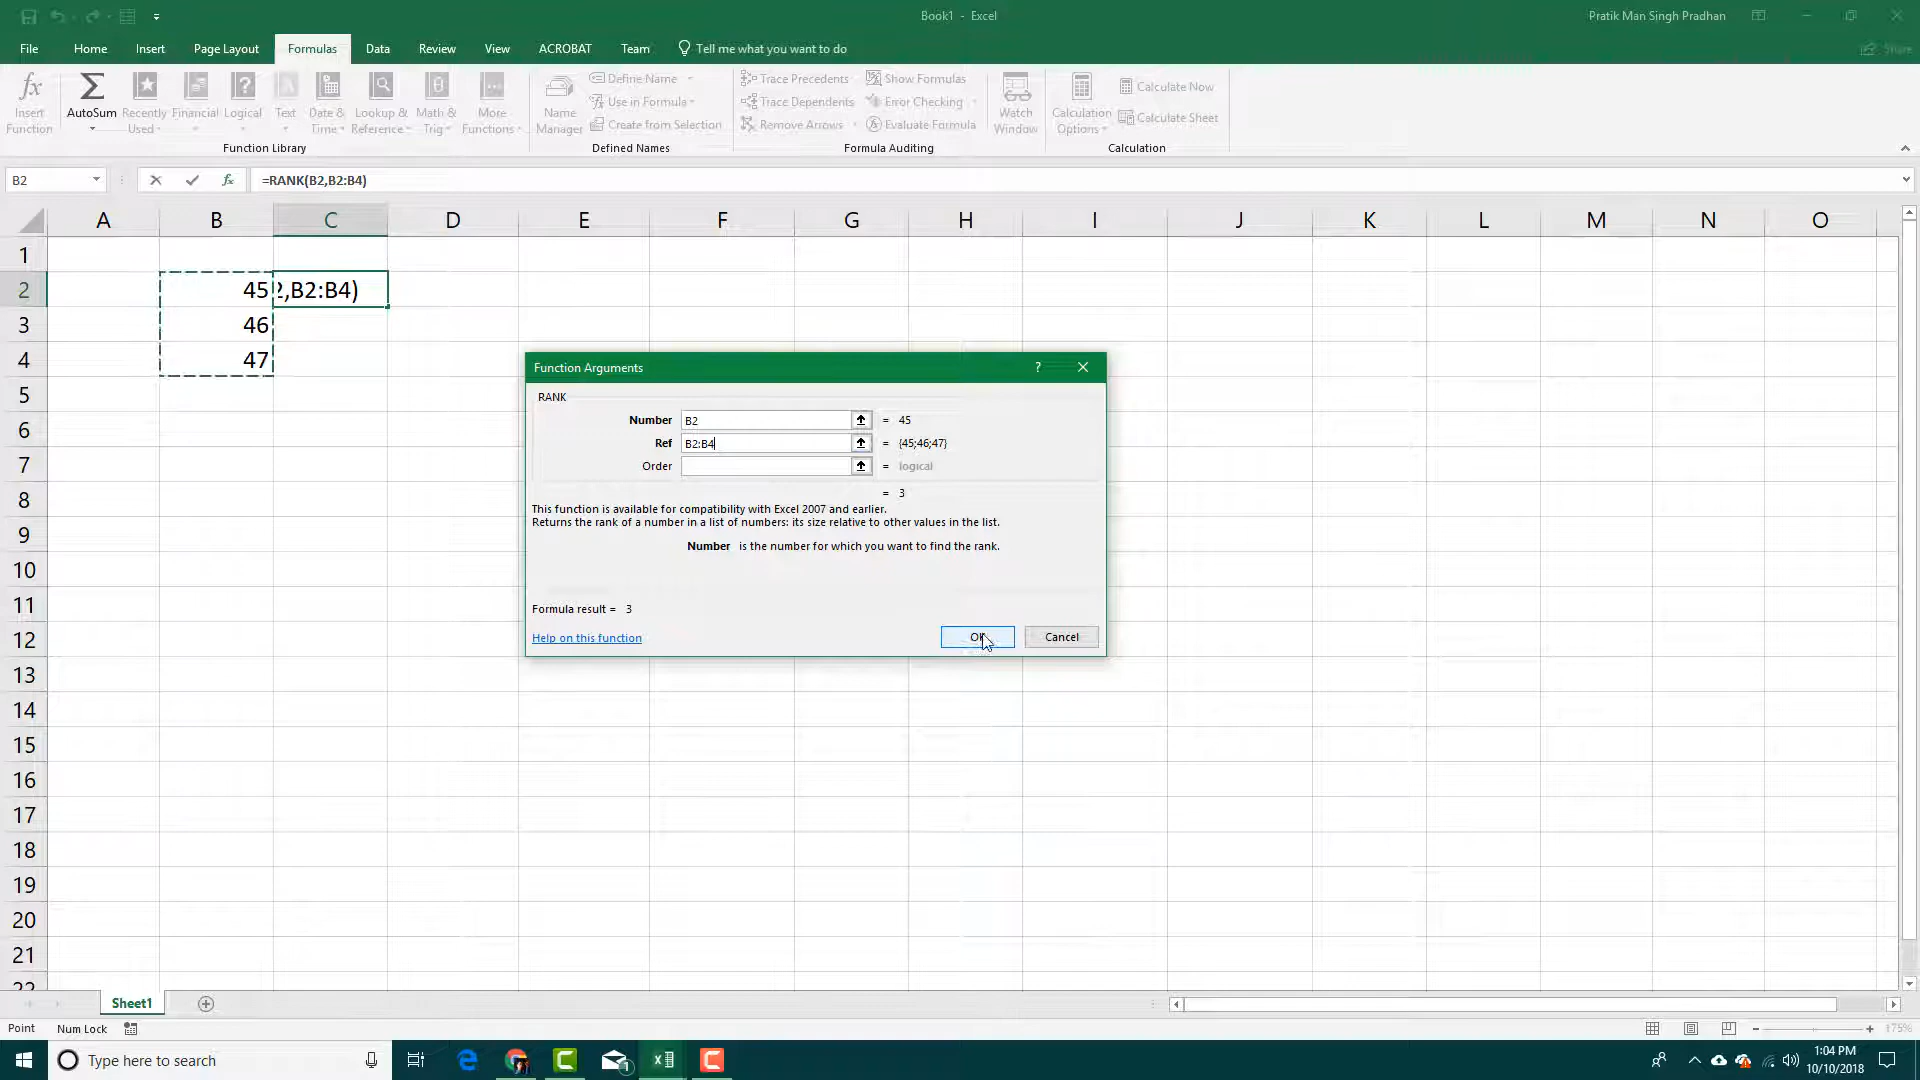 Book1 - Excel
Pratik Man Singh Pradhan
File Home Insert Page Layout Formulas Data Review View ACROBAT Team Tell me what you want to do Share
Insert Function
AutoSum
Recently Used
Financial
Logical
Text
Date & Time
Lookup & Reference
Math & Trig
More Functions
Function Library
Name Manager
Define Name
Use in Formula
Create from Selection
Defined Names
Trace Precedents
Trace Dependents
Remove Arrows
Show Formulas
Error Checking
Evaluate Formula
Formula Auditing
Watch Window
Calculation Options
Calculate Now
Calculate Sheet
Calculation
B2 fx =RANK(B2,B2:B4)
A B C D E F G H I J K L M N O
1
2 45 2,B2:B4)
3 46
4 47
5
6
7
8
9
10
11
12
13
14
15
16
17
18
19
20
21
22
Function Arguments ?
RANK
Number B2 = 45
Ref B2:B4 = {45;46;47}
Order = logical
= 3
This function is available for compatibility with Excel 2007 and earlier.
Returns the rank of a number in a list of numbers: its size relative to other values in the list.
Number is the number for which you want to find the rank.
Formula result = 3
Help on this function
OK Cancel
Sheet1
Point Num Lock 175%
Type here to search
1:04 PM
10/10/2018